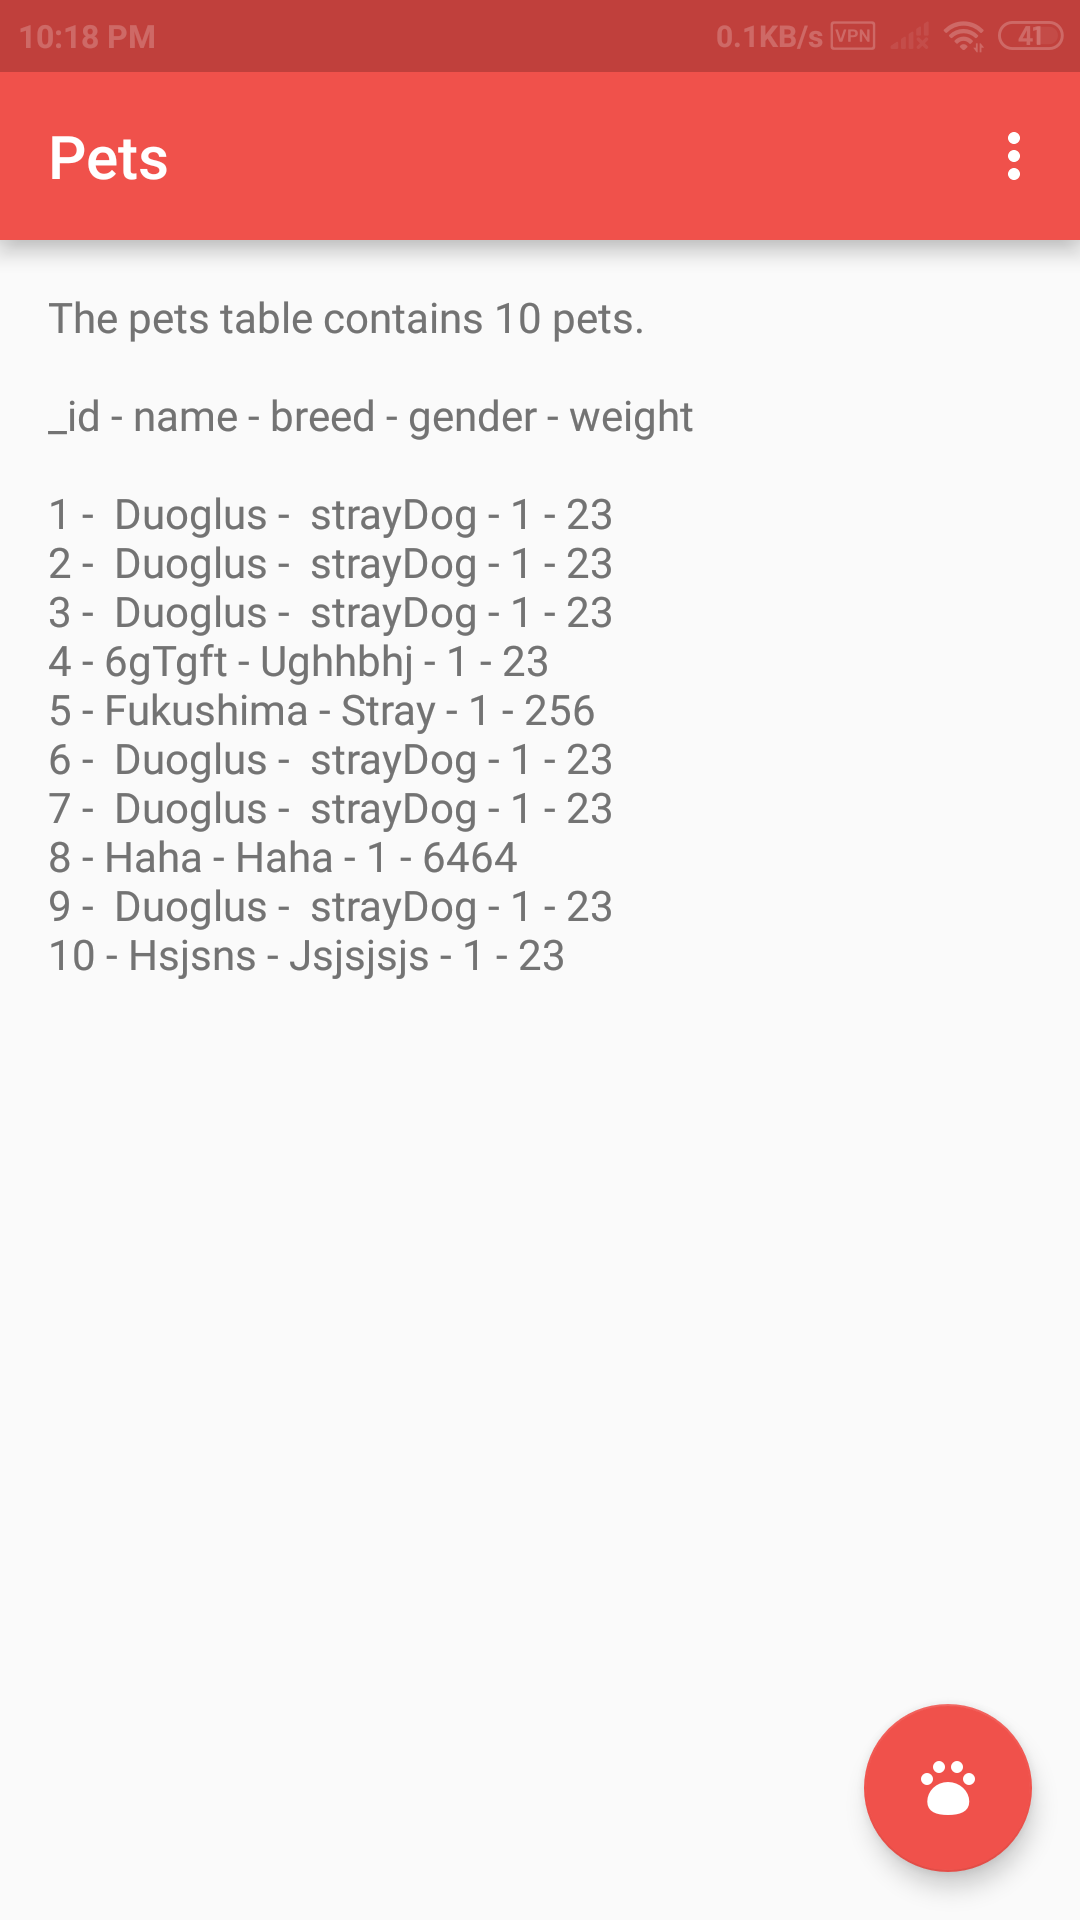 10:18 PM 0.1KB/s VPN 41
Pets
The pets table contains 10 pets.
_id - name - breed - gender - weight
1 -  Duoglus -  strayDog - 1 - 23
2 -  Duoglus -  strayDog - 1 - 23
3 -  Duoglus -  strayDog - 1 - 23
4 - 6gTgft - Ughhbhj - 1 - 23
5 - Fukushima - Stray - 1 - 256
6 -  Duoglus -  strayDog - 1 - 23
7 -  Duoglus -  strayDog - 1 - 23
8 - Haha - Haha - 1 - 6464
9 -  Duoglus -  strayDog - 1 - 23
10 - Hsjsns - Jsjsjsjs - 1 - 23